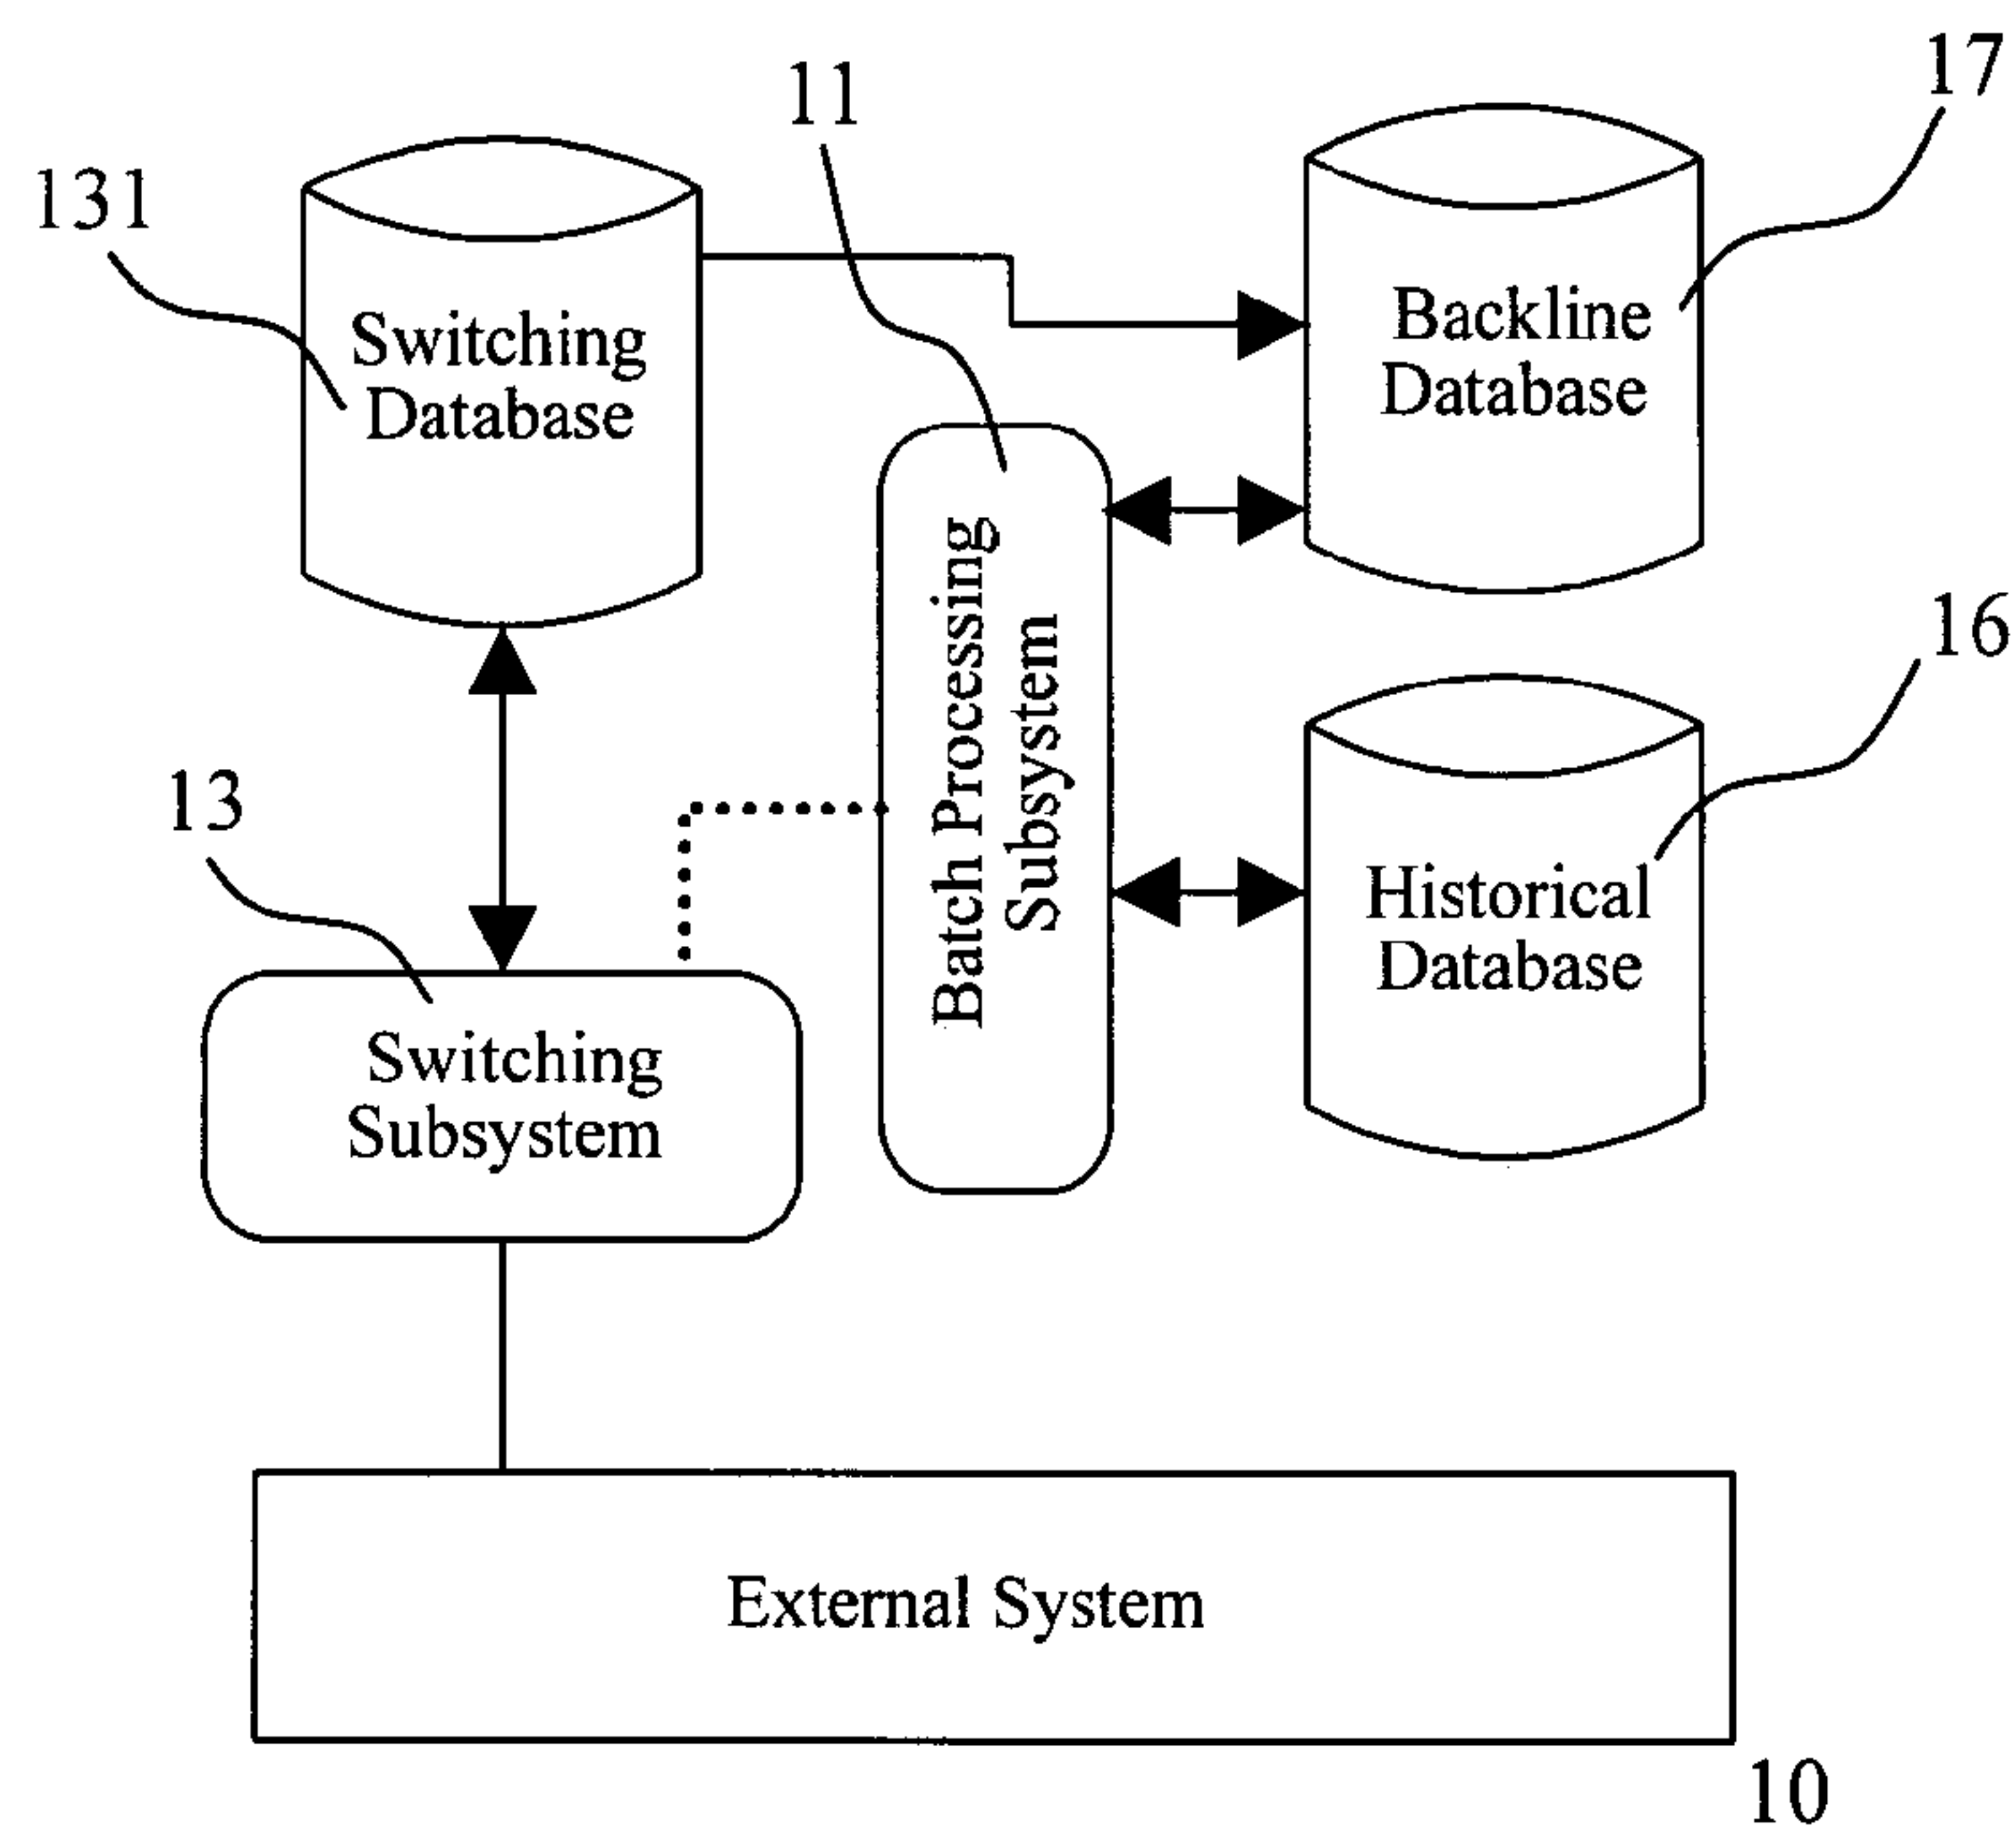 17
11
131
Switching
Database
Backline
Database
16
Batch Processing
Subsystem
13
Historical
Database
Switching
Subsystem
External System
10